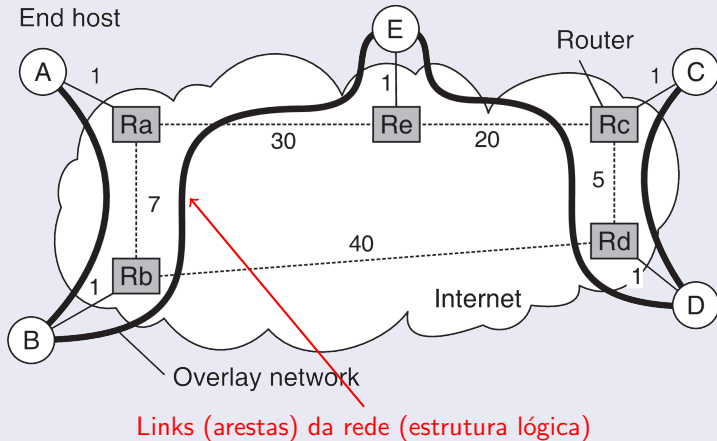 End host
E
Router
A
1
1
1
C
Ra
Re
Rc
30
20
7
5
40
Rd
Rb
1
1
Internet
D
B
Overlay network
Links (arestas) da rede (estrutura lógica)